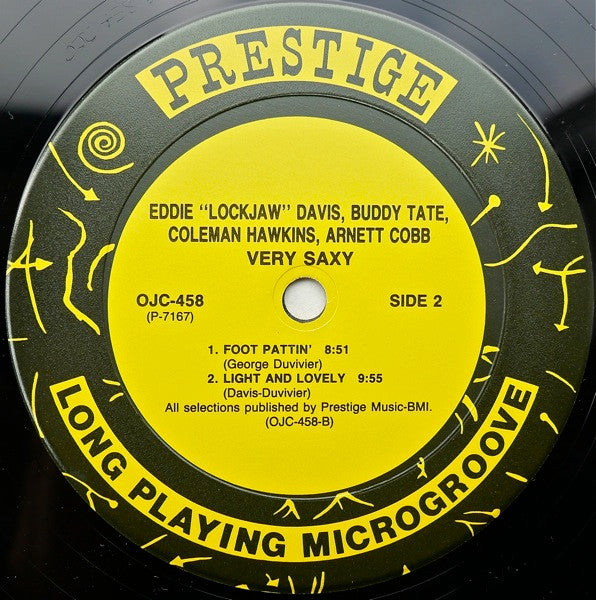 PRESTIGE
EDDIE "LOCKJAW" DAVIS, BUDDY TATE,
COLEMAN HAWKINS, ARNETT COBB
VERY SAXY
OJC-458
(P-7167)
SIDE 2
1. FOOT PATTIN' 8:51
(George Duvivier)
2. LIGHT AND LOVELY 9:55
(Davis-Duvivier)
All selections published by Prestige Music-BMI.
(OJC-458-B)
LONG PLAYING MICROGROOVE